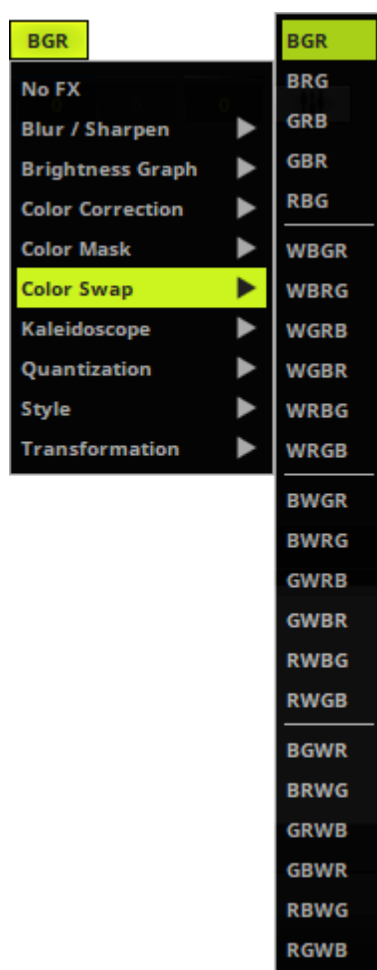 BGR
No FX
Blur / Sharpen
Brightness Graph
Color Correction
Color Mask
Color Swap
Kaleidoscope
Quantization
Style
Transformation
BGR
BRG
GRB
GBR
RBG
WBGR
WBRG
WGRB
WGBR
WRBG
WRGB
BWGR
BWRG
GWRB
GWBR
RWBG
RWGB
BGWR
BRWG
GRWB
GBWR
RBWG
RGWB